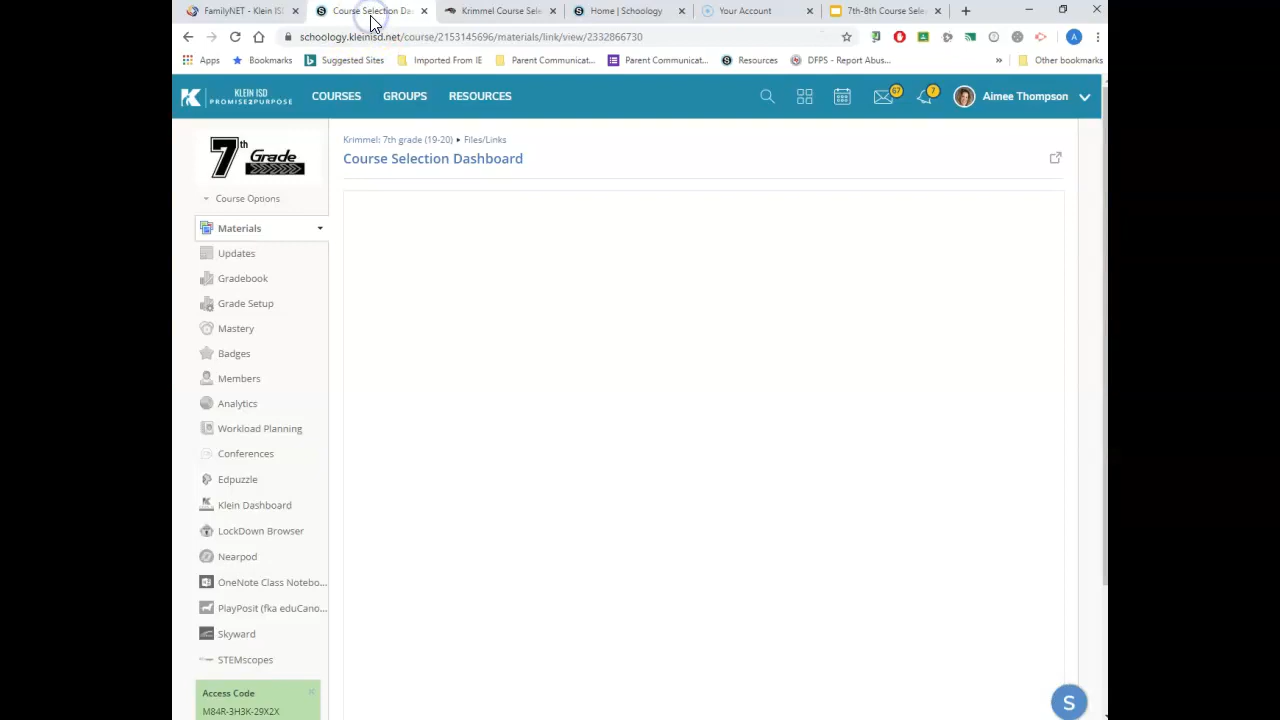 FamilyNET - Klein IS
Course Selection Da
Krimmel Course Sele
Home | Schoology
Your Account
7th-8th Course Sele
schoology.kleinisd.net/course/2153145696/materials/link/view/2332866730
A
Apps
Bookmarks
Suggested Sites
Imported From IE
Parent Communicat...
Parent Communicat...
Resources
DFPS - Report Abus...
»
Other bookmarks
KLEIN ISD
PROMISE2PURPOSE
COURSES
GROUPS
RESOURCES
67
7
Aimee Thompson
7th Grade
Krimmel: 7th grade (19-20) ▸ Files/Links
Course Selection Dashboard
Course Options
Materials
Updates
Gradebook
Grade Setup
Mastery
Badges
Members
Analytics
Workload Planning
Conferences
Edpuzzle
Klein Dashboard
LockDown Browser
Nearpod
OneNote Class Notebo...
PlayPosit (fka eduCano...
Skyward
STEMscopes
Access Code
M84R-3H3K-29X2X
S